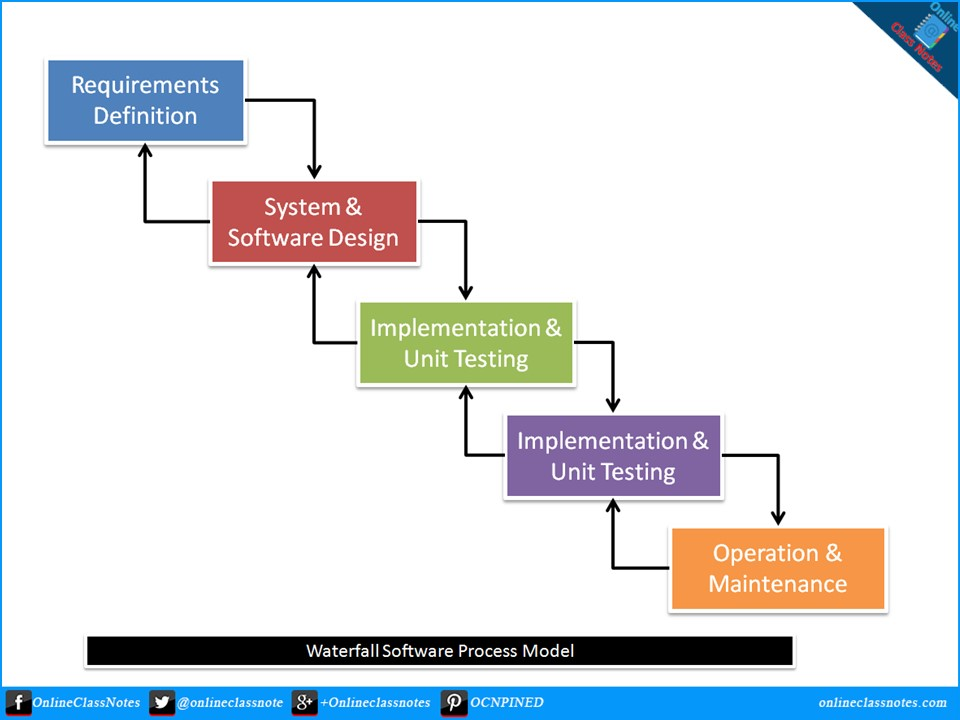 Online
Class Notes
Requirements
Definition
System &
Software Design
Implementation &
Unit Testing
Implementation &
Unit Testing
Operation &
Maintenance
Waterfall Software Process Model
OnlineClassNotes @onlineclassnote +Onlineclassnotes OCNPINED onlineclassnotes.com